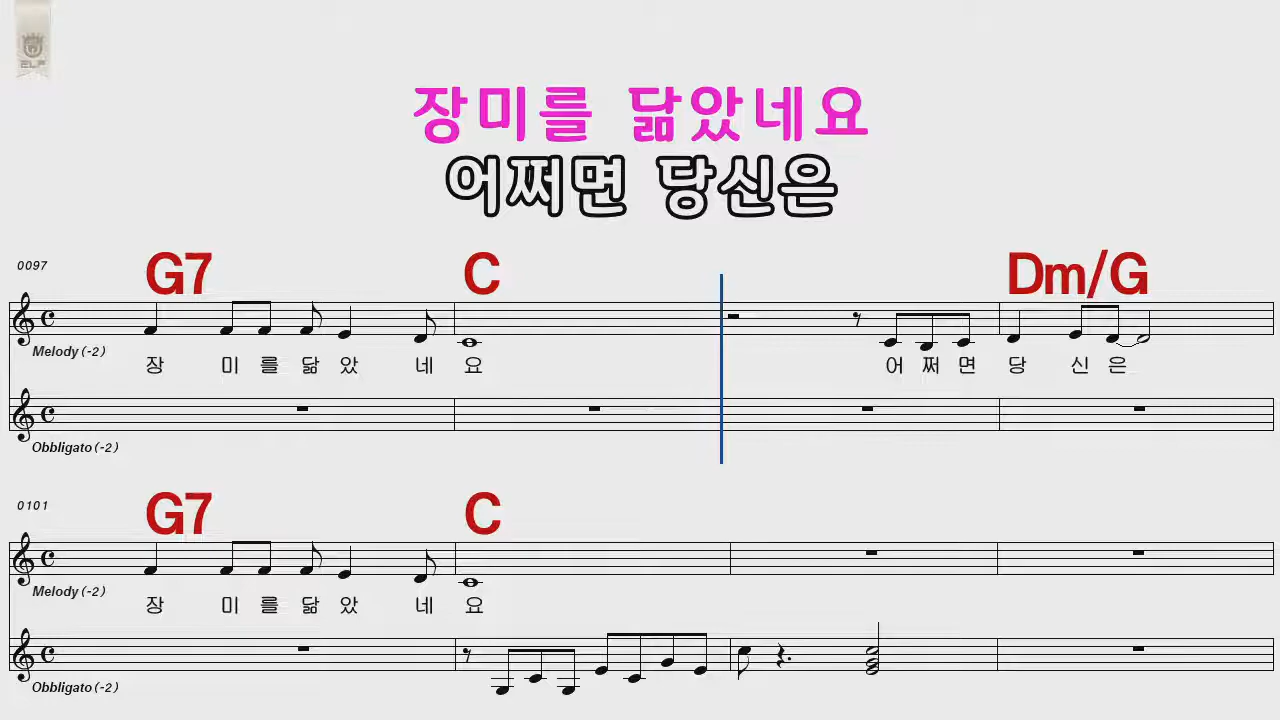 ELF
장미를 닮았네요
어쩌면 당신은
0097
G7 C Dm/G
Melody(-2)
장 미 를 닮 았 네 요 어 쩌 면 당 신 은
Obbligato(-2)
0101
G7 C
Melody(-2)
장 미 를 닮 았 네 요
Obbligato(-2)